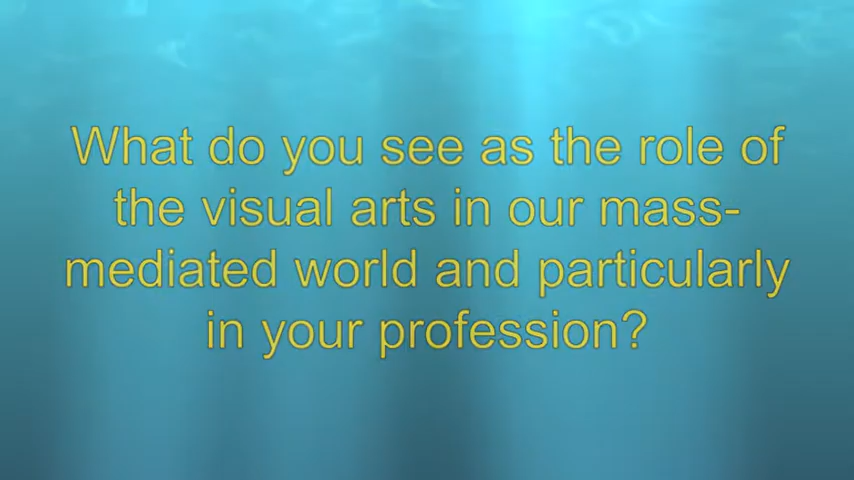 What do you see as the role of
the visual arts in our mass-
mediated world and particularly
in your profession?